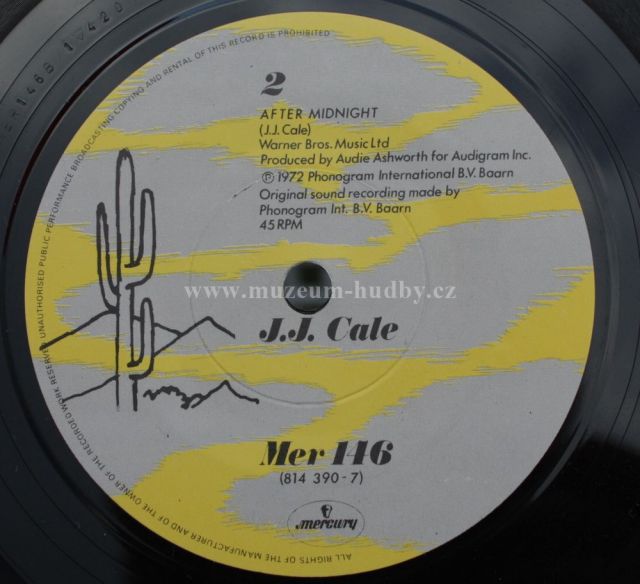 2
AFTER MIDNIGHT
(J.J. Cale)
Warner Bros. Music Ltd
Produced by Audie Ashworth for Audigram Inc.
℗ 1972 Phonogram International B.V. Baarn
Original sound recording made by
Phonogram Int. B.V. Baarn
45 RPM
www.muzeum-hudby.cz
J.J. Cale
Mer 146
(814 390-7)
mercury
ALL RIGHTS OF THE MANUFACTURER AND OF THE OWNER OF THE RECORDED WORK RESERVED. UNAUTHORISED PUBLIC PERFORMANCE BROADCASTING COPYING AND RENTAL OF THIS RECORD IS PROHIBITED